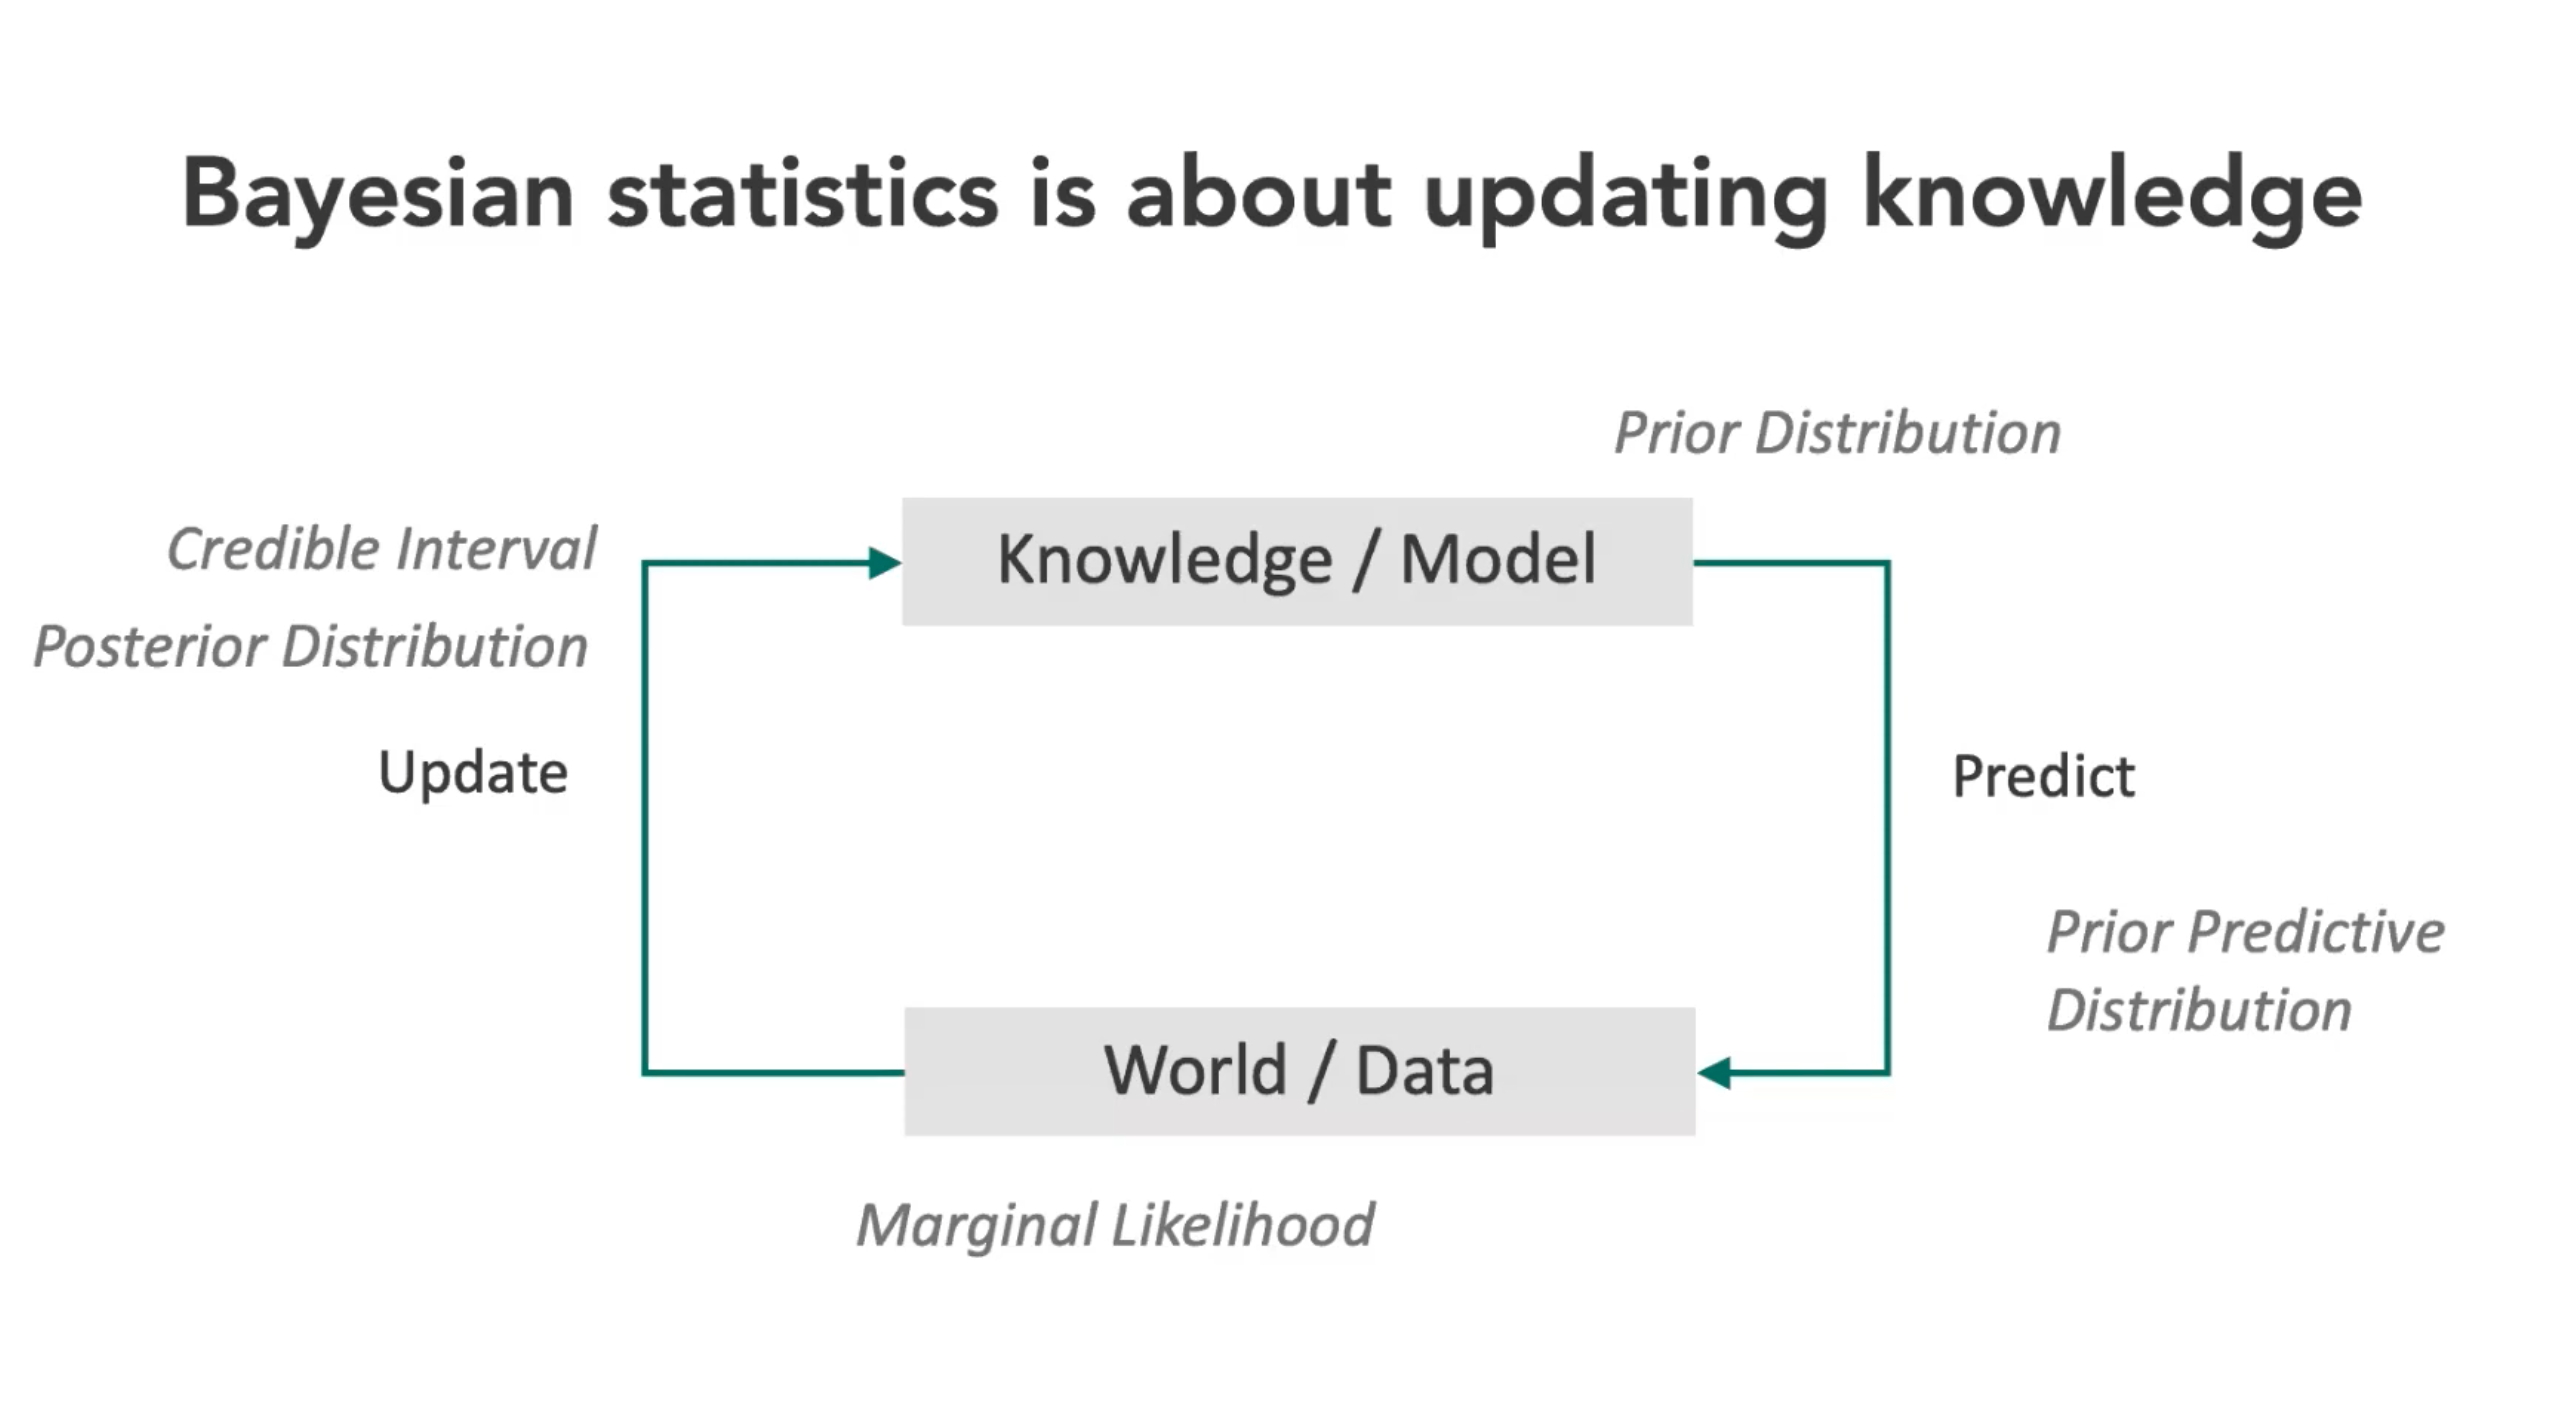 Bayesian statistics is about updating knowledge
Prior Distribution
Credible Interval
Knowledge / Model
Posterior Distribution
Update
Predict
Prior Predictive
Distribution
World / Data
Marginal Likelihood